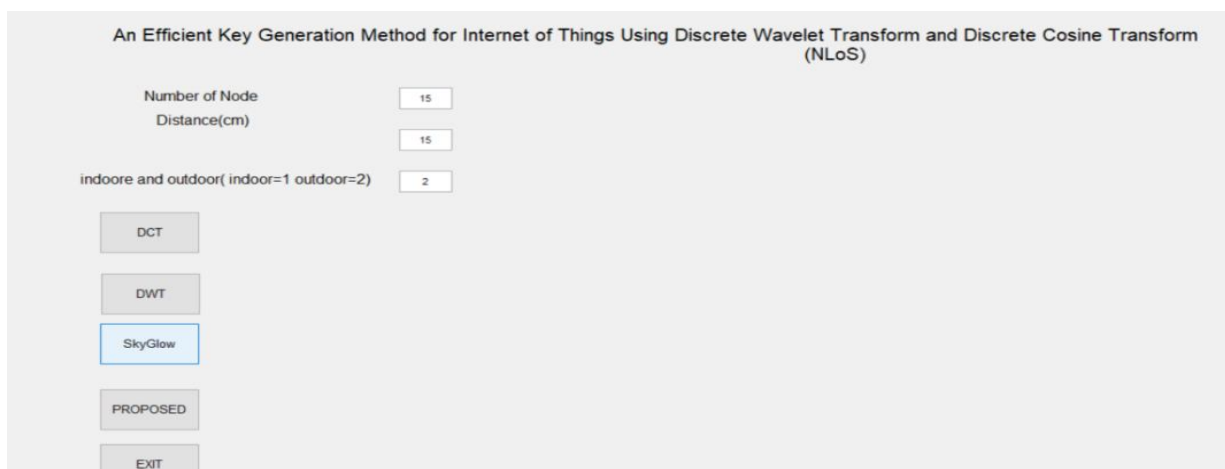 An Efficient Key Generation Method for Internet of Things Using Discrete Wavelet Transform and Discrete Cosine Transform
(NLoS)
Number of Node
15
Distance(cm)
15
indoore and outdoor( indoor=1 outdoor=2)
2
DCT
DWT
SkyGlow
PROPOSED
EXIT